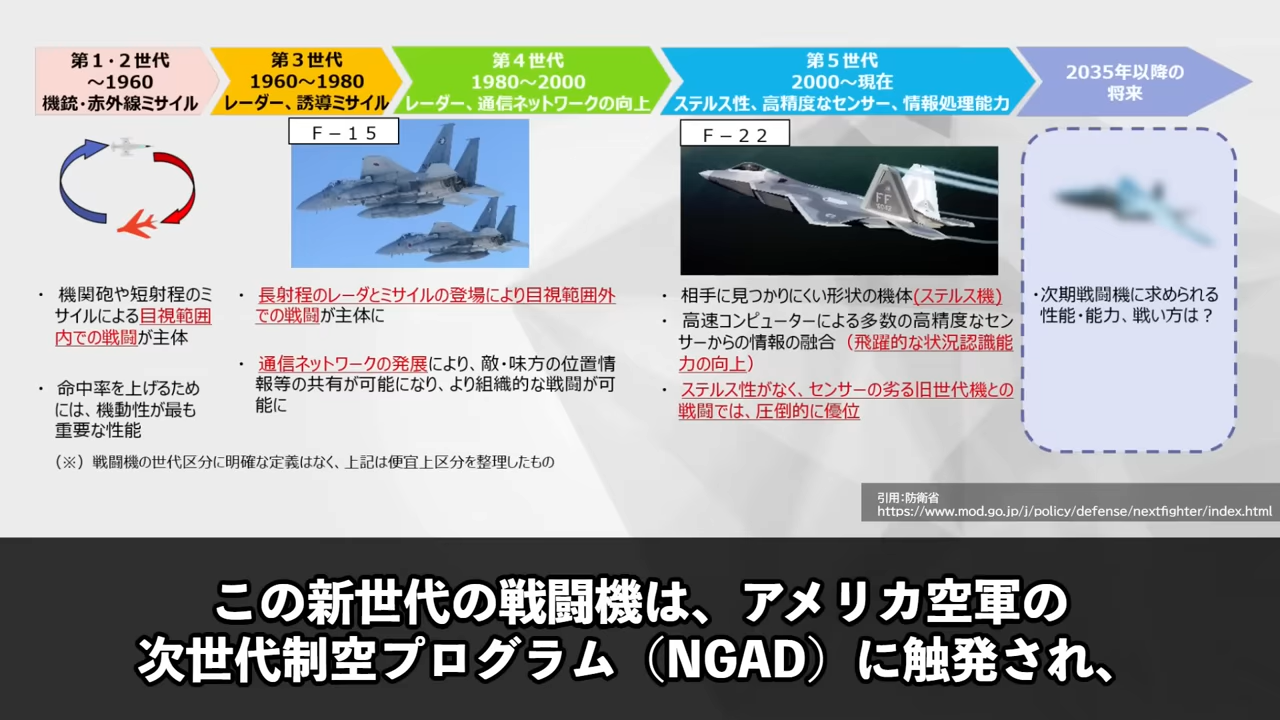 第１・２世代
～1960
機銃・赤外線ミサイル
第３世代
1960～1980
レーダー、誘導ミサイル
第４世代
1980～2000
レーダー、通信ネットワークの向上
第５世代
2000～現在
ステルス性、高精度なセンサー、情報処理能力
2035年以降の
将来
Ｆ－１５
Ｆ－２２
FF
・ 機関砲や短射程のミ
サイルによる目視範囲
内での戦闘が主体
・ 命中率を上げるため
には、機動性が最も
重要な性能
・ 長射程のレーダとミサイルの登場により目視範囲外
での戦闘が主体に
・ 通信ネットワークの発展により、敵・味方の位置情
報等の共有が可能になり、より組織的な戦闘が可
能に
・ 相手に見つかりにくい形状の機体(ステルス機)
・ 高速コンピューターによる多数の高精度なセン
サーからの情報の融合（飛躍的な状況認識能
力の向上）
・ ステルス性がなく、センサーの劣る旧世代機との
戦闘では、圧倒的に優位
・次期戦闘機に求められる
性能・能力、戦い方は？
（※）戦闘機の世代区分に明確な定義はなく、上記は便宜上区分を整理したもの
引用：防衛省
https://www.mod.go.jp/j/policy/defense/nextfighter/index.html
この新世代の戦闘機は、アメリカ空軍の
次世代制空プログラム（NGAD）に触発され、